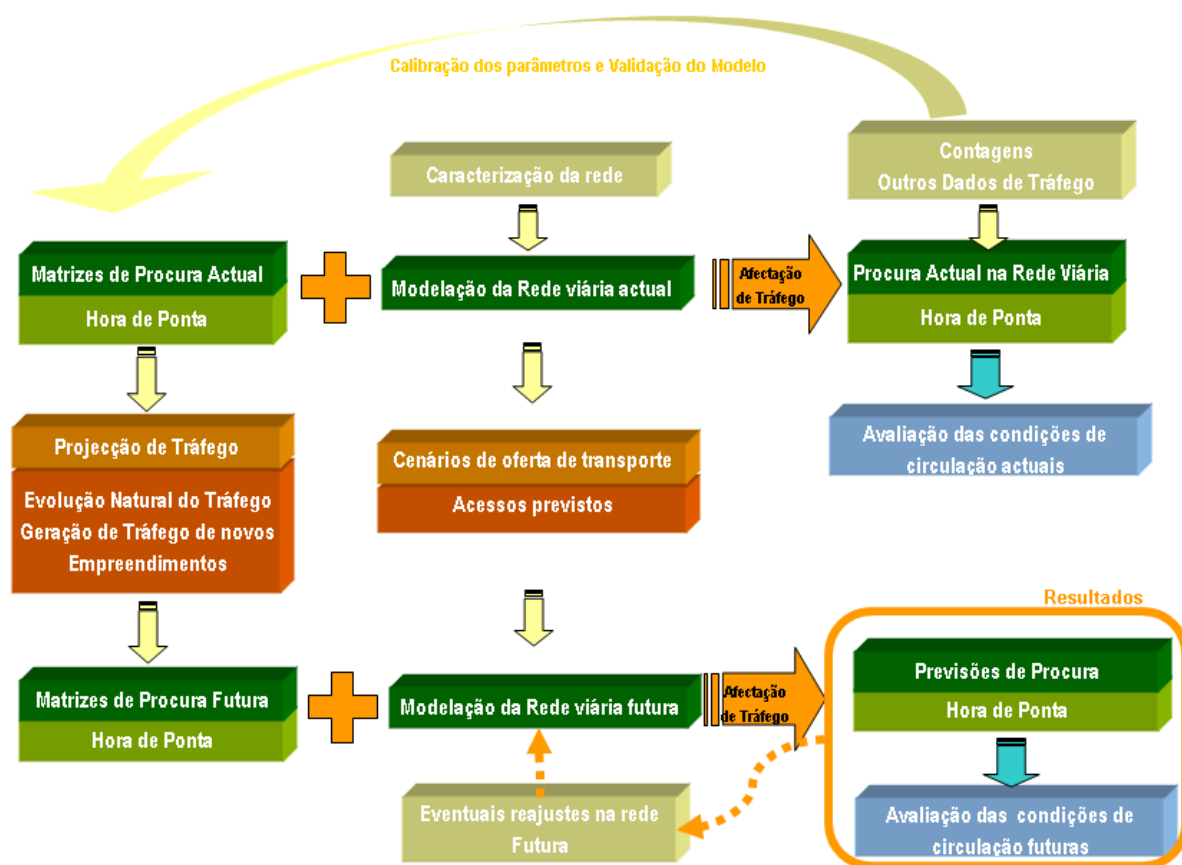 Calibração dos parâmetros e Validação do Modelo
Caracterização da rede
Contagens
Outros Dados de Tráfego
Matrizes de Procura Actual
Hora de Ponta
Modelação da Rede viária actual
Afectação
de Tráfego
Procura Actual na Rede Viária
Hora de Ponta
Projecção de Tráfego
Evolução Natural do Tráfego
Geração de Tráfego de novos
Empreendimentos
Cenários de oferta de transporte
Acessos previstos
Avaliação das condições de
circulação actuais
Resultados
Matrizes de Procura Futura
Hora de Ponta
Modelação da Rede viária futura
Afectação
de Tráfego
Previsões de Procura
Hora de Ponta
Eventuais reajustes na rede
Futura
Avaliação das condições de
circulação futuras